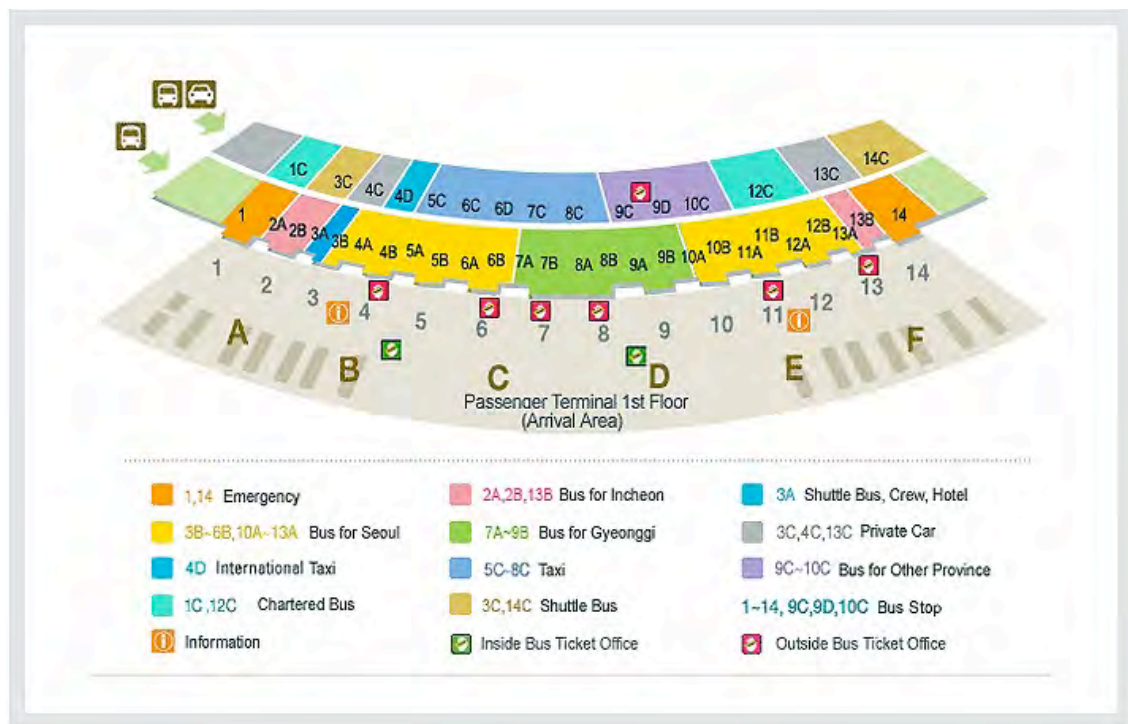 1C
3C
4C
4D
5C
6C
6D
7C
8C
9C
9D
10C
12C
13C
14C
1
2A
2B
3A
3B
4A
4B
5A
5B
6A
6B
7A
7B
8A
8B
9A
9B
10A
10B
11A
11B
12A
12B
13A
13B
14
1
2
3
4
5
6
7
8
9
10
11
12
13
14
A
B
C
D
E
F
Passenger Terminal 1st Floor
(Arrival Area)
1,14 Emergency
2A,2B,13B Bus for Incheon
3A Shuttle Bus, Crew, Hotel
3B~6B,10A~13A Bus for Seoul
7A~9B Bus for Gyeonggi
3C,4C,13C Private Car
4D International Taxi
5C~8C Taxi
9C~10C Bus for Other Province
1C,12C Chartered Bus
3C,14C Shuttle Bus
1~14, 9C,9D,10C Bus Stop
Information
Inside Bus Ticket Office
Outside Bus Ticket Office